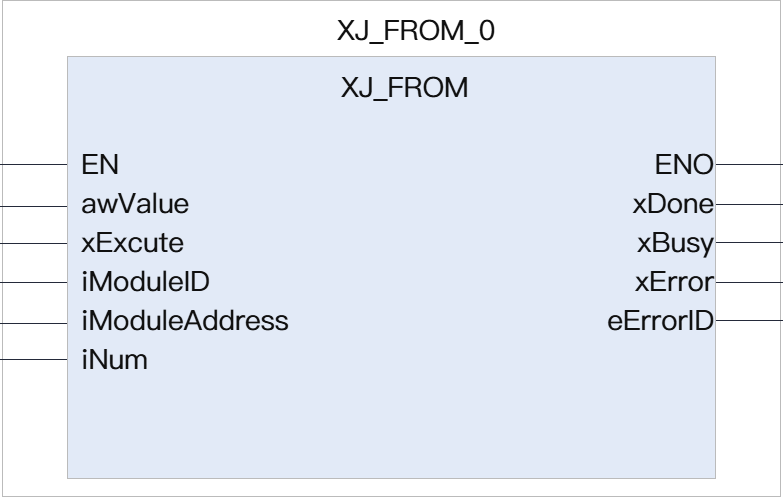 XJ_FROM_0
XJ_FROM
EN ENO
awValue xDone
xExcute xBusy
iModuleID xError
iModuleAddress eErrorID
iNum